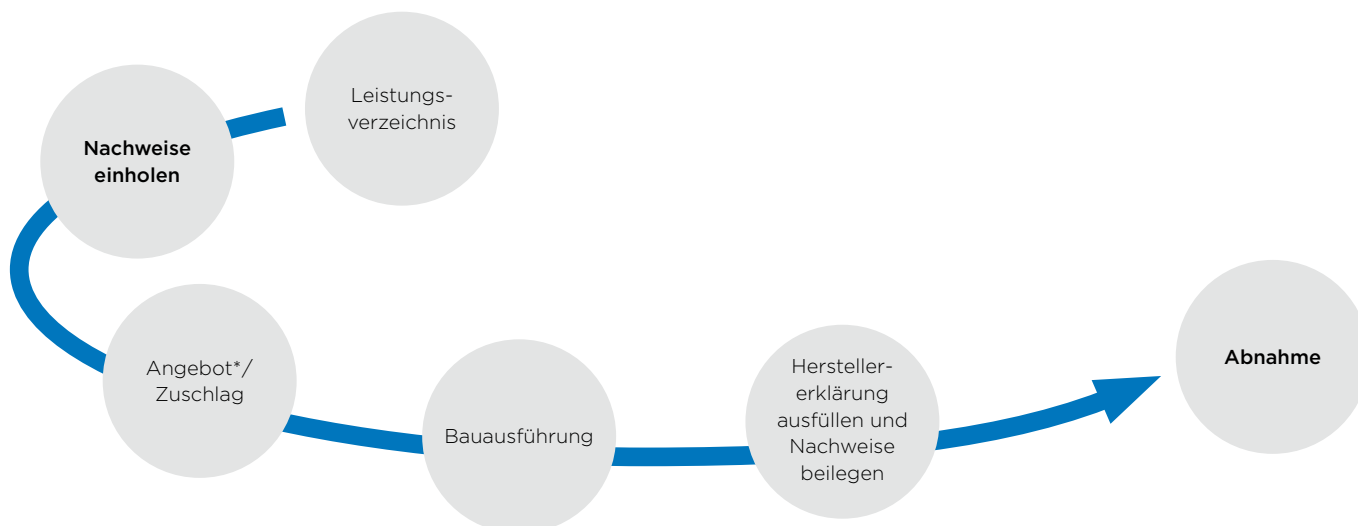 Leistungs-
verzeichnis
Nachweise
einholen
Angebot*/
Zuschlag
Bauausführung
Hersteller-
erklärung
ausfüllen und
Nachweise
beilegen
Abnahme